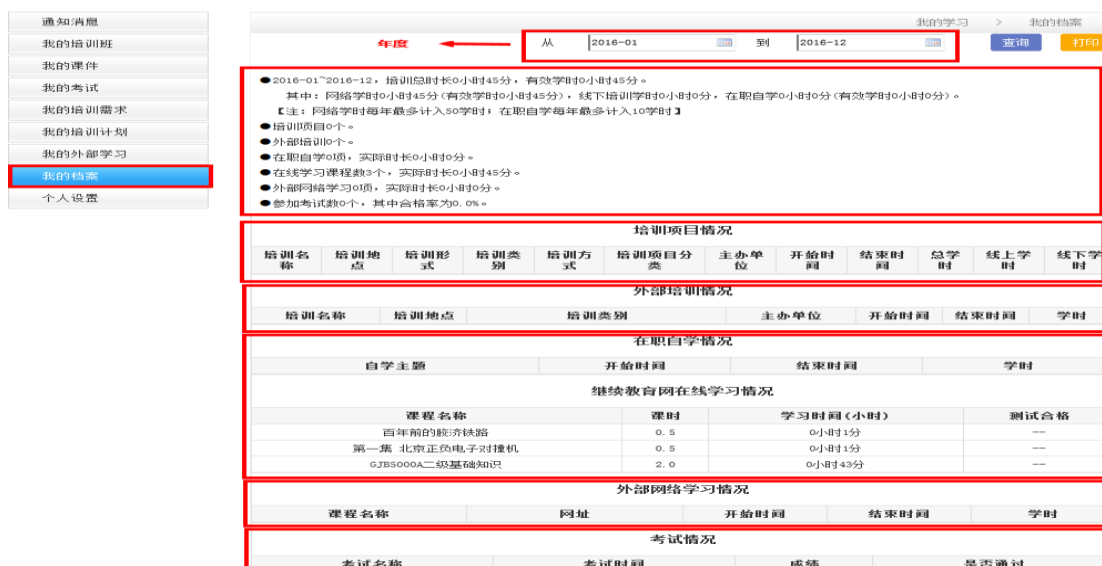 通知消息
我的培训班
我的课件
我的考试
我的培训需求
我的培训计划
我的外部学习
我的档案
个人设置
我的学习 > 我的档案
年度 从 2016-01 到 2016-12 查询 打印
●2016-01~2016-12，培训总时长0小时45分，有效学时0小时45分。
其中：网络学时0小时45分(有效学时0小时45分)，线下培训学时0小时0分，在职自学0小时0分(有效学时0小时0分)。
【注：网络学时每年最多计入50学时；在职自学每年最多计入10学时】
●培训项目0个。
●外部培训0个。
●在职自学0项，实际时长0小时0分。
●在线学习课程数3个，实际时长0小时45分。
●外部网络学习0项，实际时长0小时0分。
●参加考试数0个，其中合格率为0.0%。
培训项目情况
培训名称 培训地点 培训形式 培训类别 培训方式 培训项目分类 主办单位 开始时间 结束时间 总学时 线上学时 线下学时
外部培训情况
培训名称 培训地点 培训类别 主办单位 开始时间 结束时间 学时
在职自学情况
自学主题 开始时间 结束时间 学时
继续教育网在线学习情况
课程名称 课时 学习时间(小时) 测试合格
百年前的胶济铁路 0.5 0小时1分 --
第一集 北京正负电子对撞机 0.5 0小时1分 --
GJB5000A二级基础知识 2.0 0小时43分 --
外部网络学习情况
课程名称 网址 开始时间 结束时间 学时
考试情况
考试名称 考试时间 成绩 是否通过